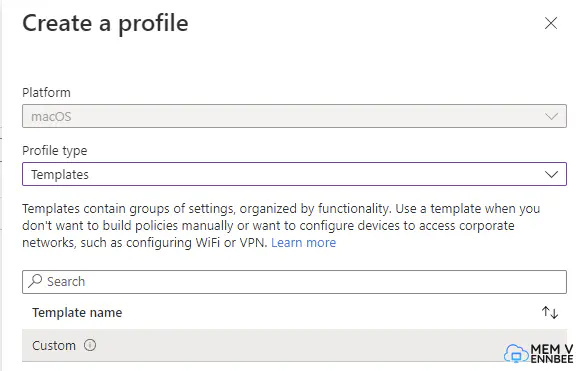 Create a profile
Platform
macOS
Profile type
Templates
Templates contain groups of settings, organized by functionality. Use a template when you
don't want to build policies manually or want to configure devices to access corporate
networks, such as configuring WiFi or VPN. Learn more
Search
Template name
Custom
MEM V
ENNBEE